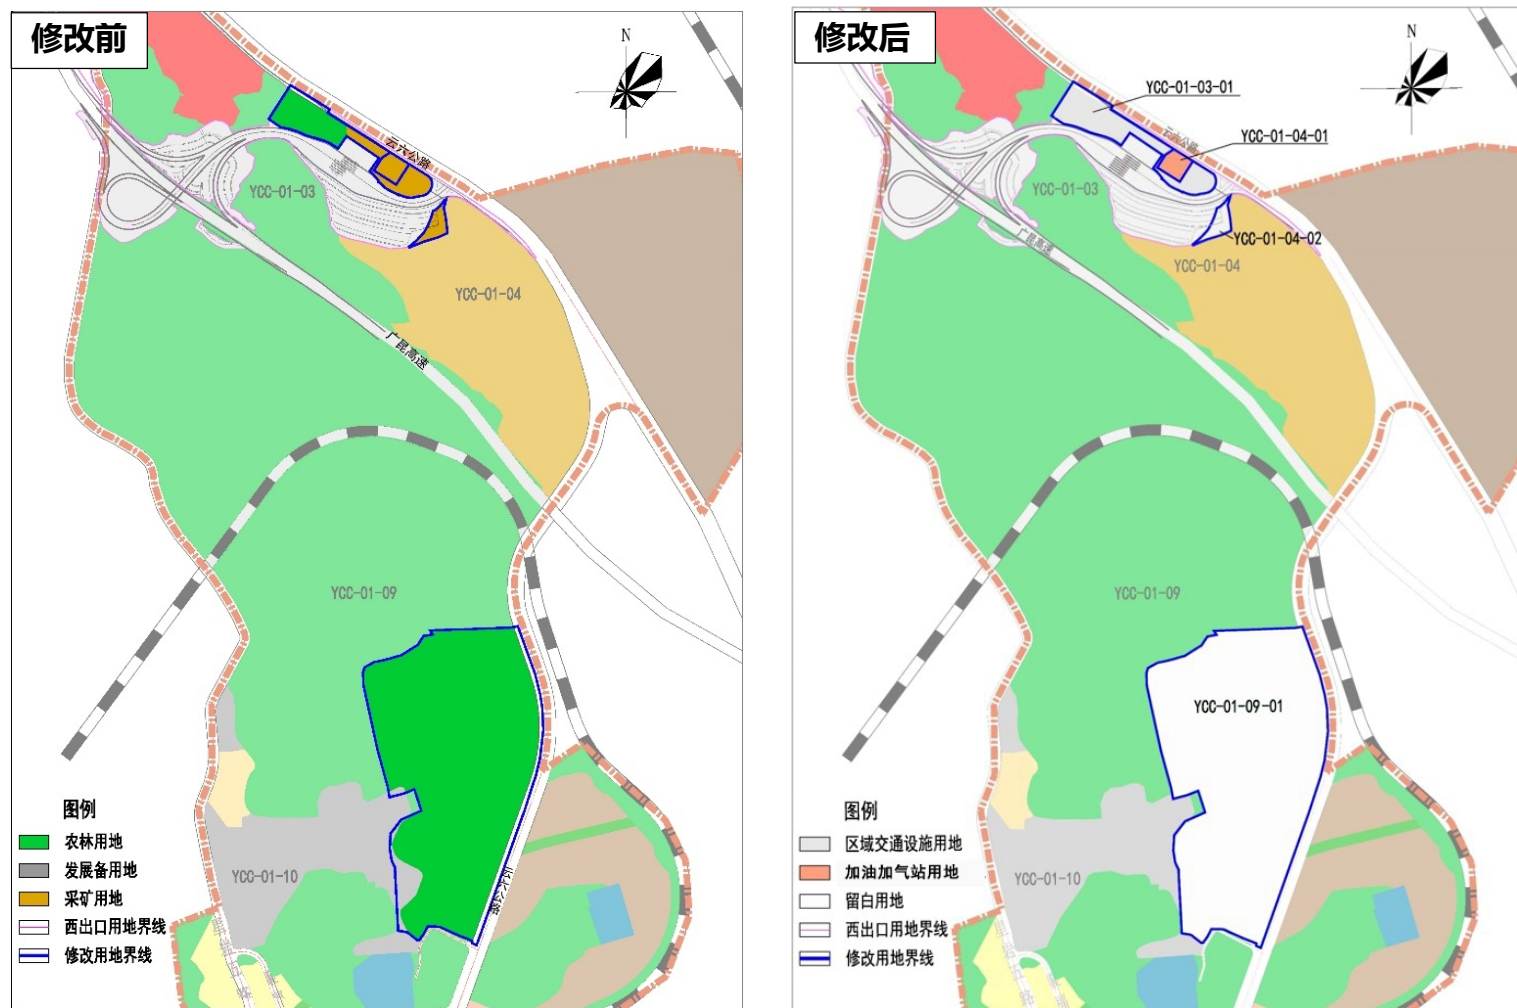 修改前
N
云六公路
YCC-01-03
YCC-01-04
广昆高速
YCC-01-09
YCC-01-10
图例
农林用地
发展备用地
采矿用地
西出口用地界线
修改用地界线
修改后
N
YCC-01-03-01
云六公路
YCC-01-04-01
YCC-01-03
YCC-01-04-02
广昆高速
YCC-01-04
YCC-01-09
YCC-01-09-01
YCC-01-10
图例
区域交通设施用地
加油加气站用地
留白用地
西出口用地界线
修改用地界线